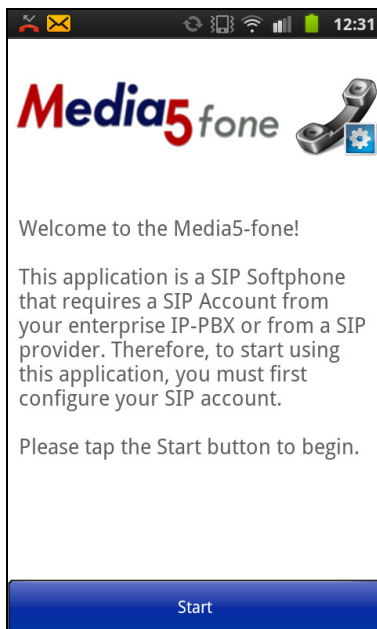 12:31
Media5 fone
Welcome to the Media5-fone!
This application is a SIP Softphone
that requires a SIP Account from
your enterprise IP-PBX or from a SIP
provider. Therefore, to start using
this application, you must first
configure your SIP account.
Please tap the Start button to begin.
Start